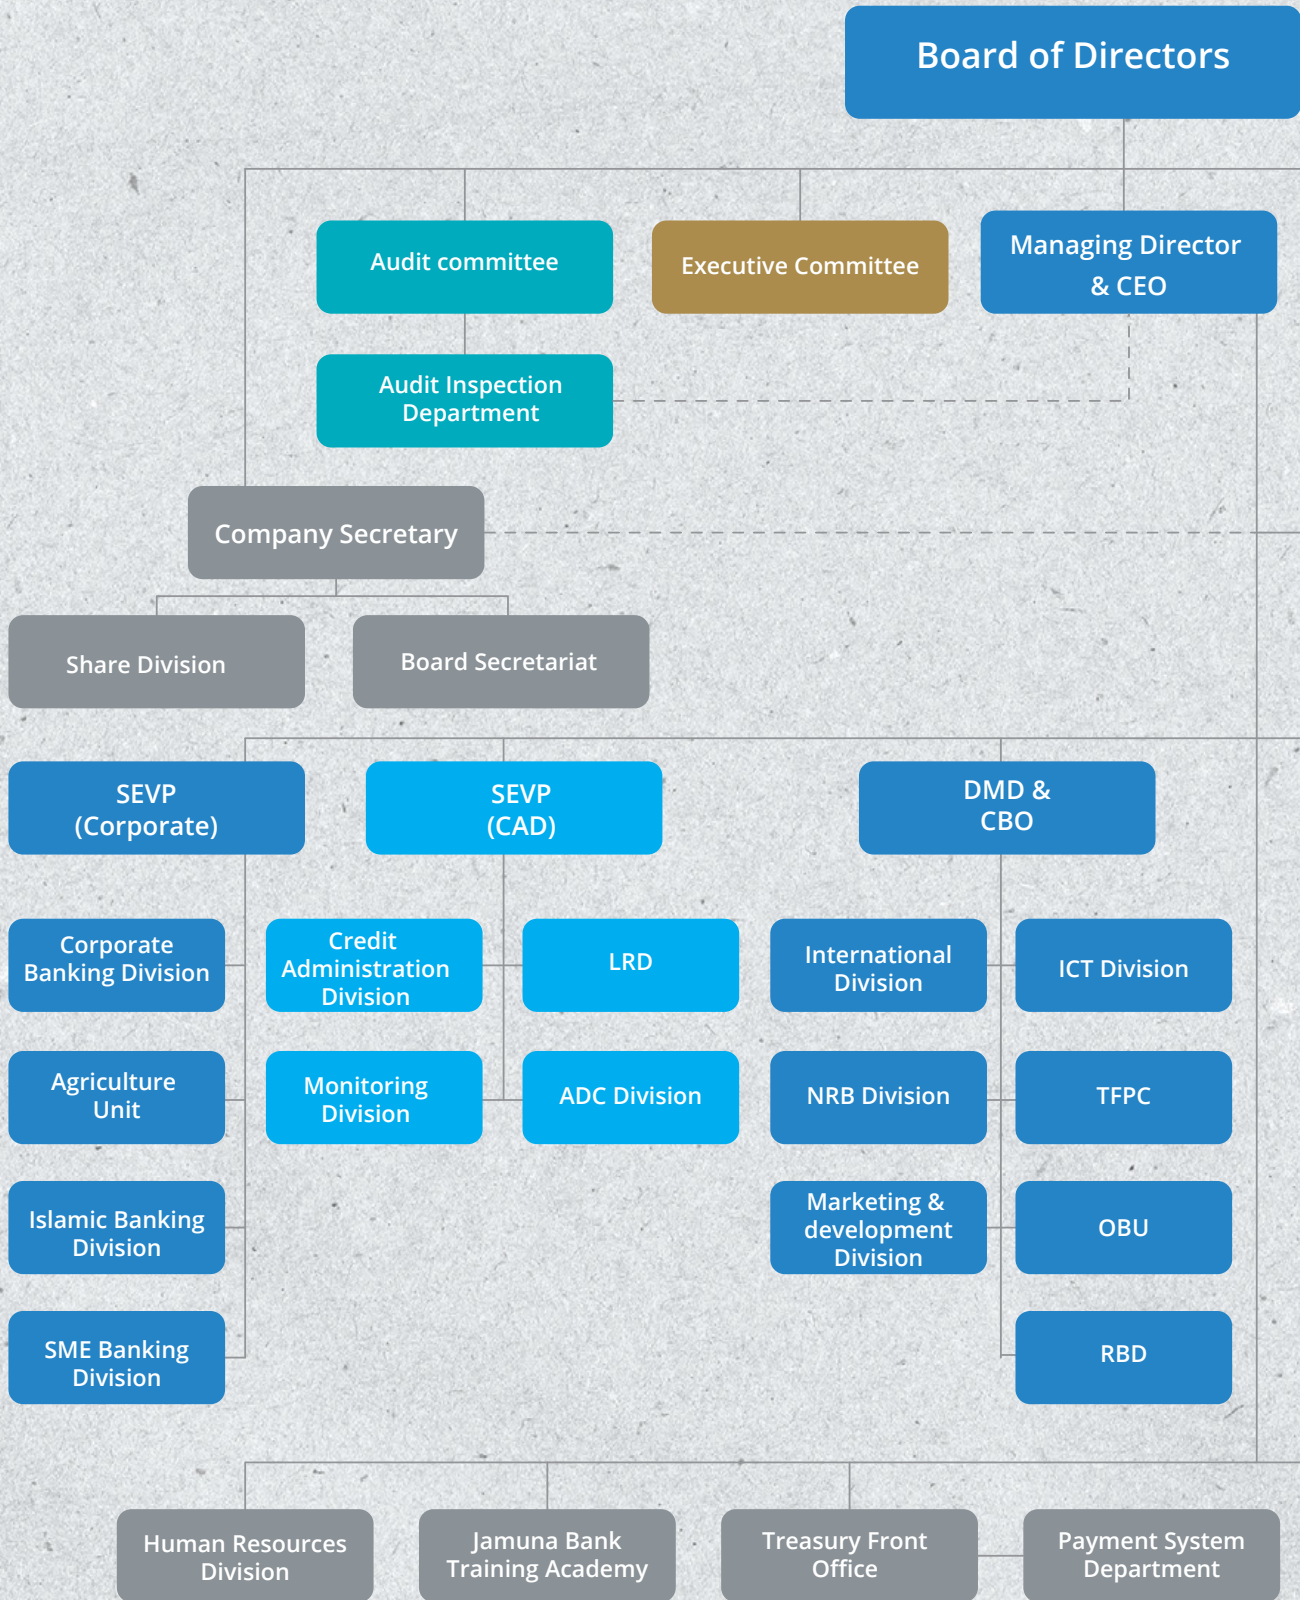 Board of Directors
Audit committee
Executive Committee
Managing Director
& CEO
Audit Inspection
Department
Company Secretary
Share Division
Board Secretariat
SEVP
(Corporate)
SEVP
(CAD)
DMD &
CBO
Corporate
Banking Division
Credit
Administration
Division
LRD
International
Division
ICT Division
Agriculture
Unit
Monitoring
Division
ADC Division
NRB Division
TFPC
Islamic Banking
Division
Marketing &
development
Division
OBU
SME Banking
Division
RBD
Human Resources
Division
Jamuna Bank
Training Academy
Treasury Front
Office
Payment System
Department